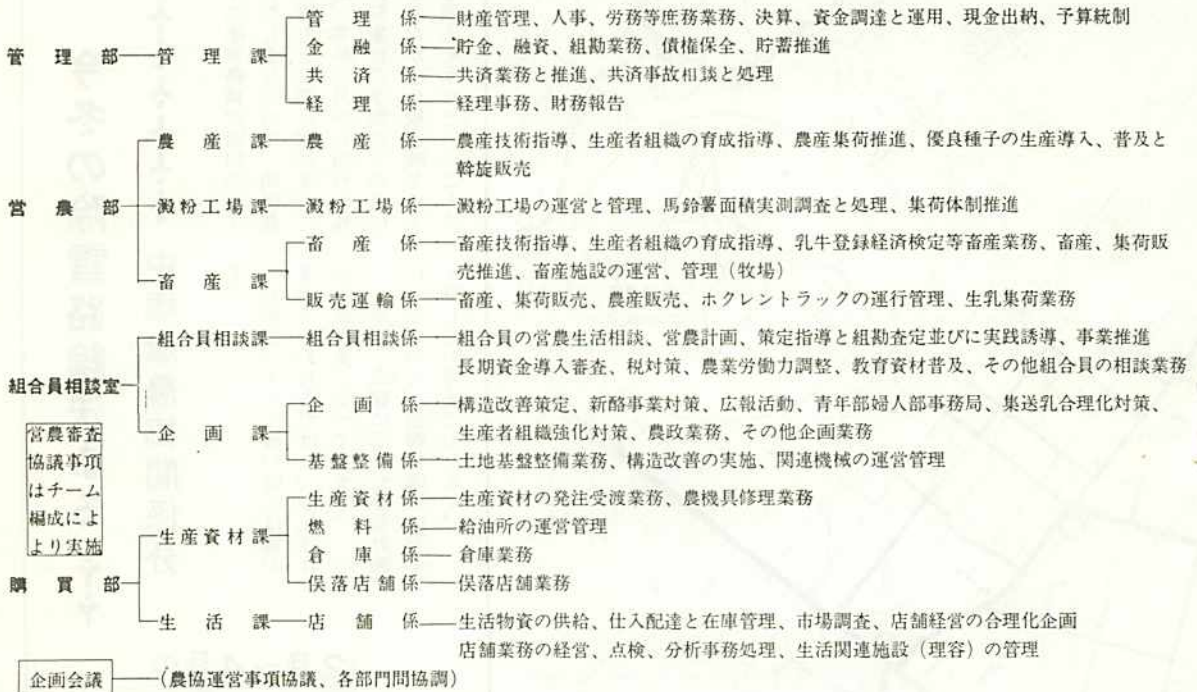 管理係 財産管理、人事、労務等庶務業務、決算、資金調達と運用、現金出納、予算統制
金融係 貯金、融資、組勘業務、債権保全、貯蓄推進
管理部 管理課
共済係 共済業務と推進、共済事故相談と処理
経理係 経理事務、財務報告
農産課 農産係 農産技術指導、生産者組織の育成指導、農産集荷推進、優良種子の生産導入、普及と
斡旋販売
営農部 澱粉工場課 澱粉工場係 澱粉工場の運営と管理、馬鈴薯面積実測調査と処理、集荷体制推進
畜産係 畜産技術指導、生産者組織の育成指導、乳牛登録経済検定等畜産業務、畜産、集荷販
売推進、畜産施設の運営、管理（牧場）
畜産課
販売運輸係 畜産、集荷販売、農産販売、ホクレントラックの運行管理、生乳集荷業務
組合員相談課 組合員相談係 組合員の営農生活相談、営農計画、策定指導と組勘査定並びに実践誘導、事業推進
長期資金導入審査、税対策、農業労働力調整、教育資材普及、その他組合員の相談業務
組合員相談室
企画係 構造改善策定、新酪事業対策、広報活動、青年部婦人部事務局、集送乳合理化対策、
企画課
生産者組織強化対策、農政業務、その他企画業務
基盤整備係 土地基盤整備業務、構造改善の実施、関連機械の運営管理
営農審査
協議事項
はチーム
編成によ
より実施
生産資材係 生産資材の発注受渡業務、農機具修理業務
生産資材課
燃料係 給油所の運営管理
倉庫係 倉庫業務
購買部
俣落店舗係 俣落店舗業務
生活課 店舗係 生活物資の供給、仕入配達と在庫管理、市場調査、店舗経営の合理化企画
店舗業務の経営、点検、分析事務処理、生活関連施設（理容）の管理
企画会議 （農協運営事項協議、各部門間協調）